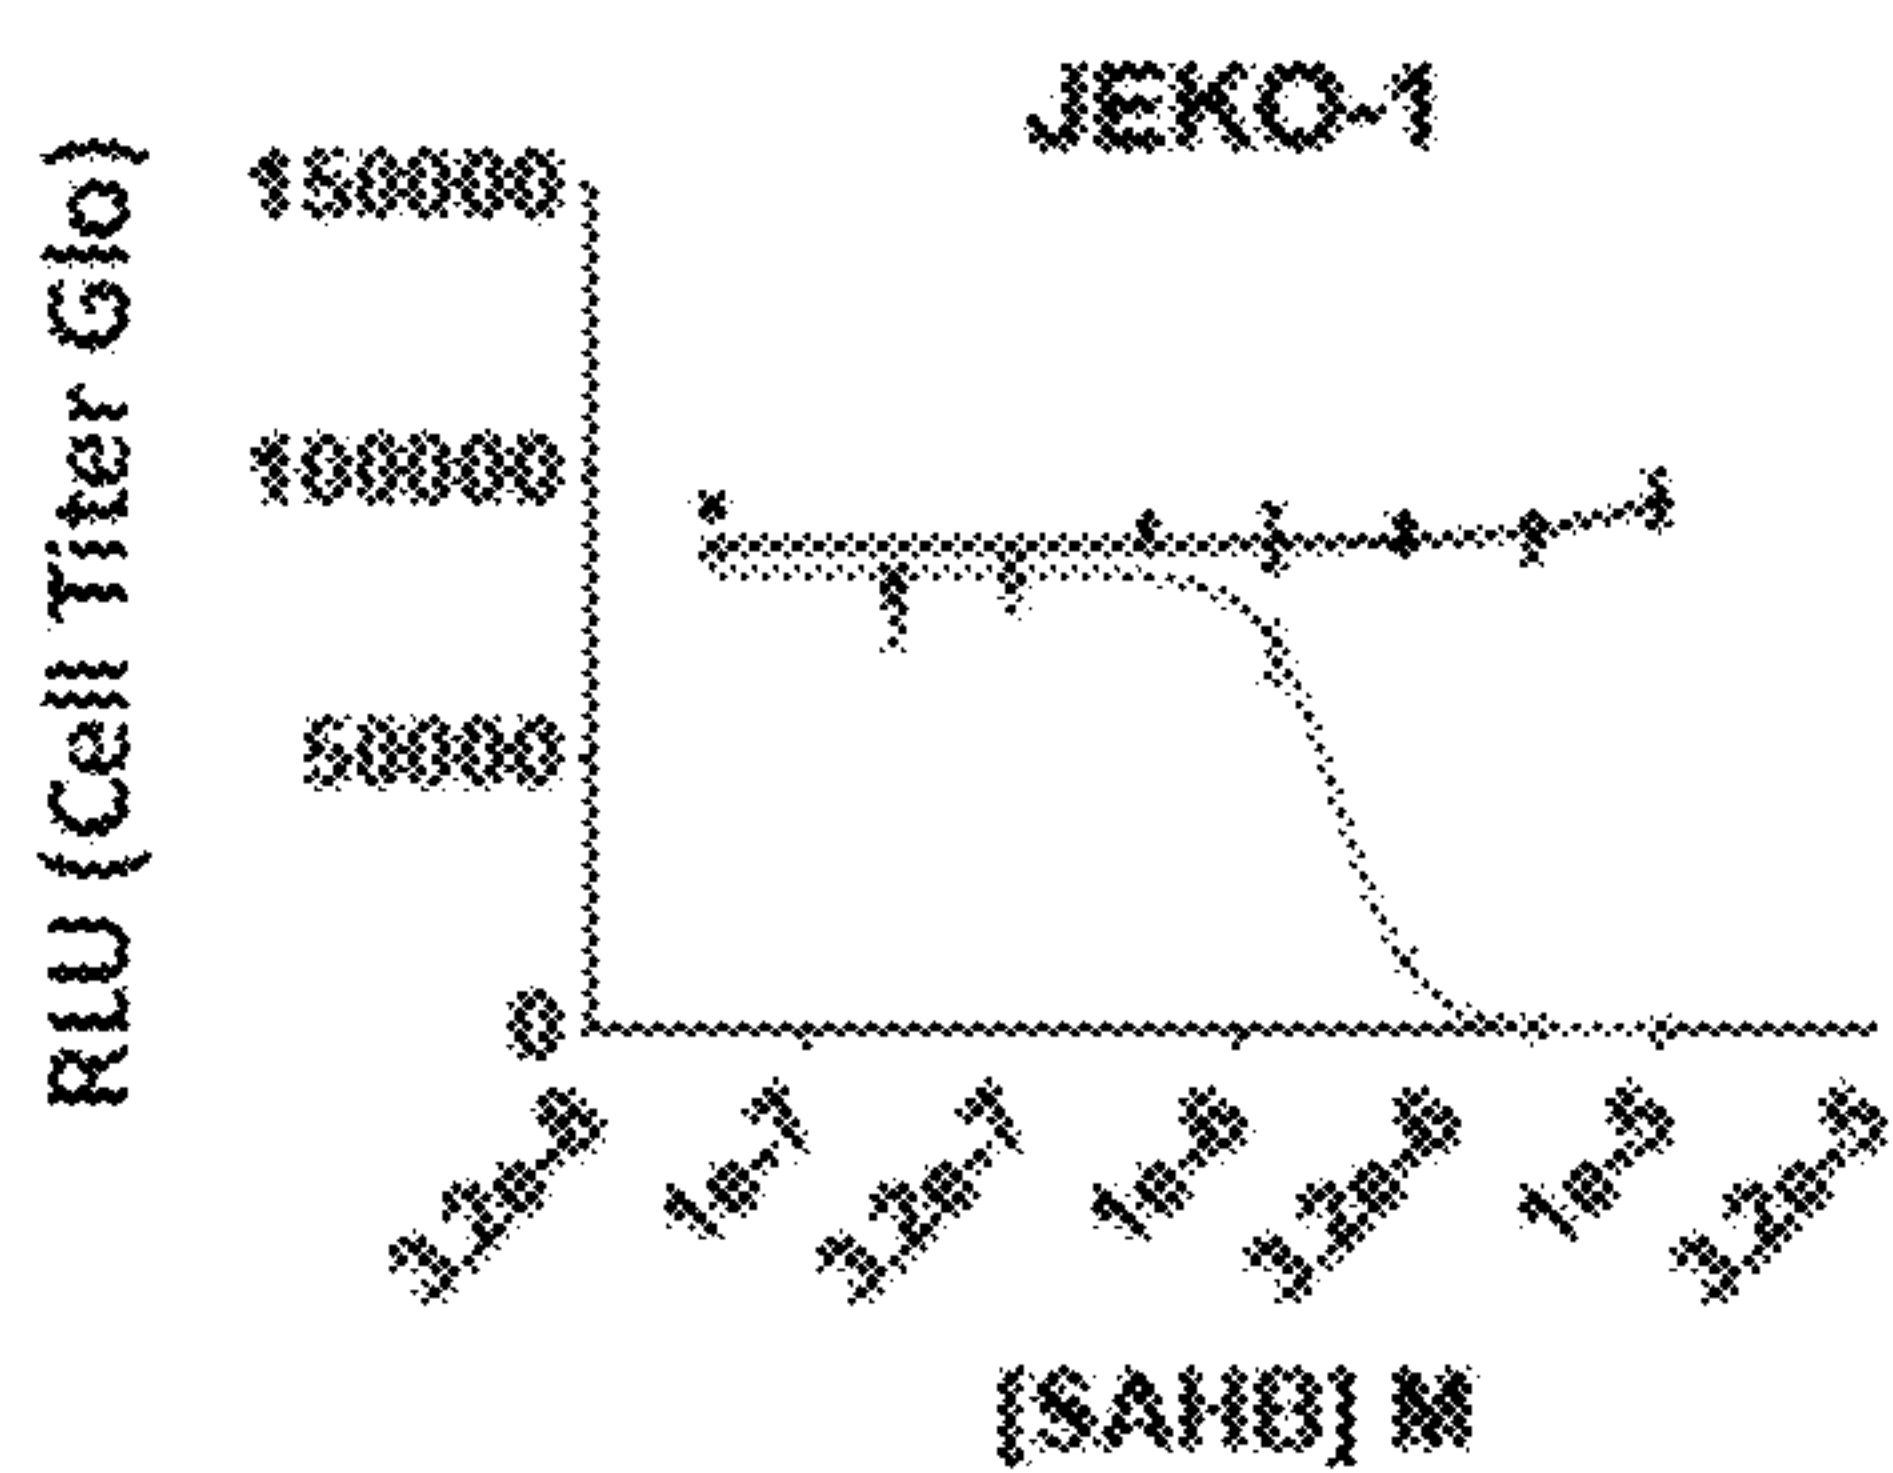 JEKO-1
RLU (Cell Titer Glo)
150000
100000
50000
0
3.2e-8
1e-7
3.2e-7
1e-6
3.2e-6
1e-5
3.2e-5
[SAHB] M